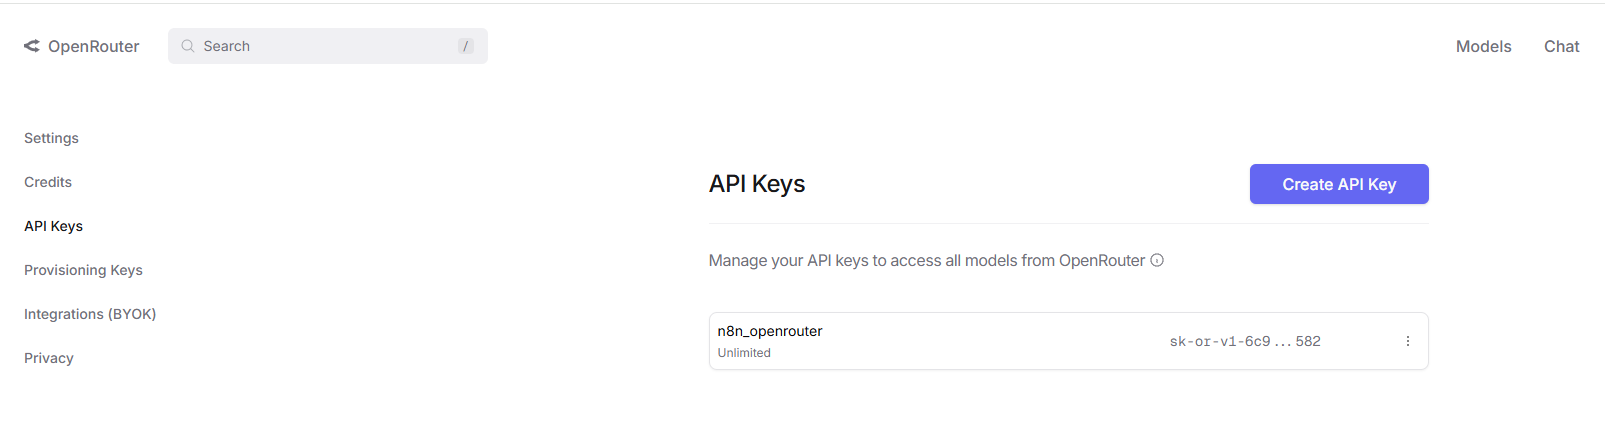 OpenRouter Search / Models Chat
Settings
Credits
API Keys
Provisioning Keys
Integrations (BYOK)
Privacy
API Keys Create API Key
Manage your API keys to access all models from OpenRouter
n8n_openrouter
Unlimited
sk-or-v1-6c9...582